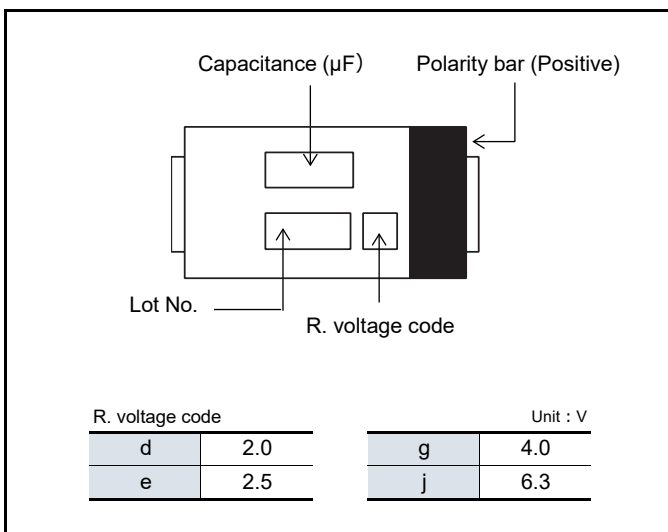 Capacitance (μF) Polarity bar (Positive)
Lot No.
R. voltage code
R. voltage code Unit : V
d 2.0 g 4.0
e 2.5 j 6.3